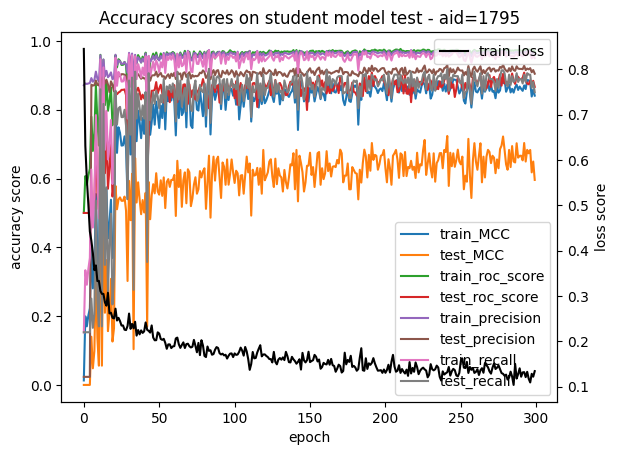 Accuracy scores on student model test - aid=1795
train_loss
accuracy score
loss score
1.0
0.8
0.6
0.4
0.2
0.0
0.8
0.7
0.6
0.5
0.4
0.3
0.2
0.1
train_MCC
test_MCC
train_roc_score
test_roc_score
train_precision
test_precision
train_recall
test_recall
0 50 100 150 200 250 300
epoch